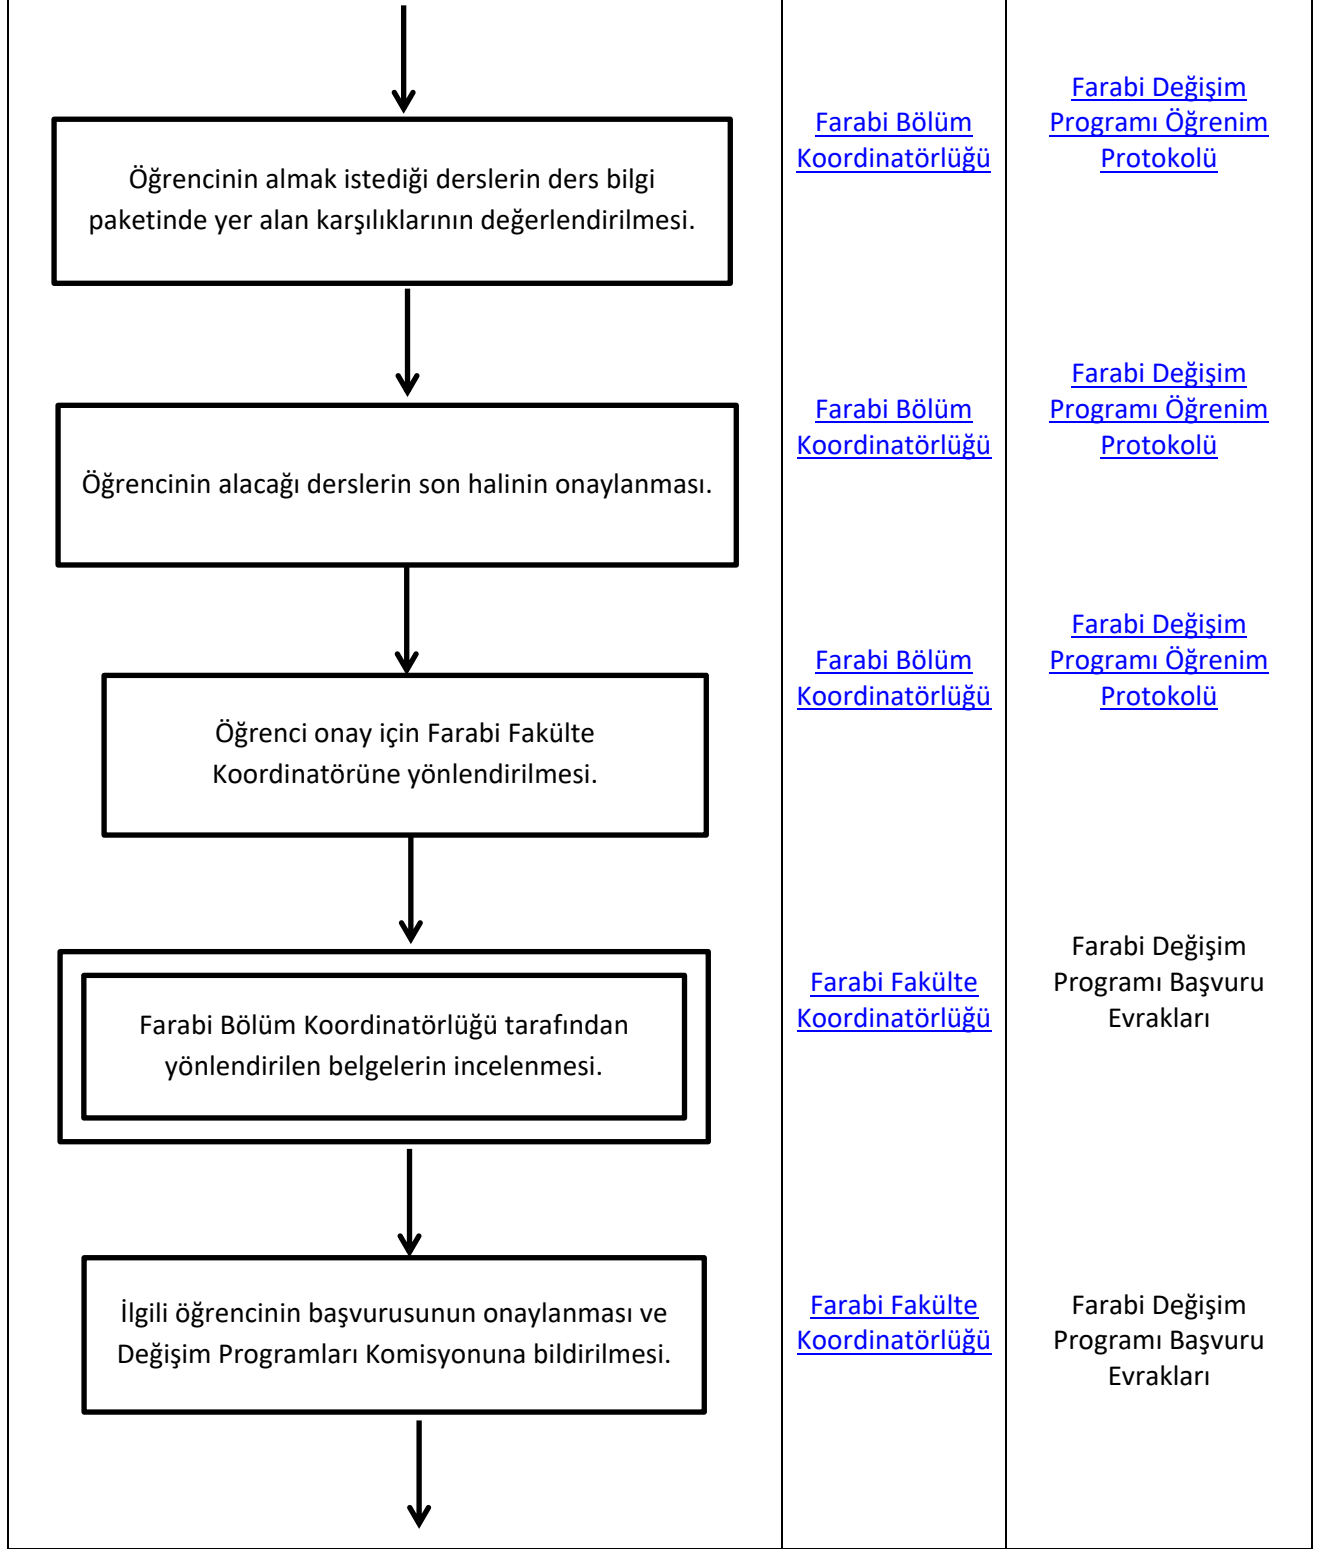 Öğrencinin almak istediği derslerin ders bilgi
paketinde yer alan karşılıklarının değerlendirilmesi.
Farabi Bölüm
Koordinatörlüğü
Farabi Değişim
Programı Öğrenim
Protokolü
Öğrencinin alacağı derslerin son halinin onaylanması.
Farabi Bölüm
Koordinatörlüğü
Farabi Değişim
Programı Öğrenim
Protokolü
Öğrenci onay için Farabi Fakülte
Koordinatörüne yönlendirilmesi.
Farabi Bölüm
Koordinatörlüğü
Farabi Değişim
Programı Öğrenim
Protokolü
Farabi Bölüm Koordinatörlüğü tarafından
yönlendirilen belgelerin incelenmesi.
Farabi Fakülte
Koordinatörlüğü
Farabi Değişim
Programı Başvuru
Evrakları
İlgili öğrencinin başvurusunun onaylanması ve
Değişim Programları Komisyonuna bildirilmesi.
Farabi Fakülte
Koordinatörlüğü
Farabi Değişim
Programı Başvuru
Evrakları